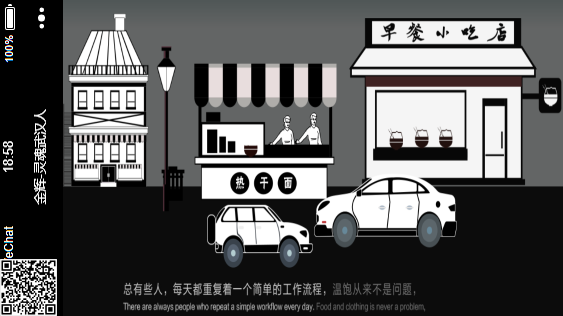 100%
18:58
金辉·灵魂武汉人
eChat
早餐小吃店
热干面
总有些人，每天都重复着一个简单的工作流程，温饱从来不是问题，
There are always people who repeat a simple workflow every day. Food and clothing is never a problem,